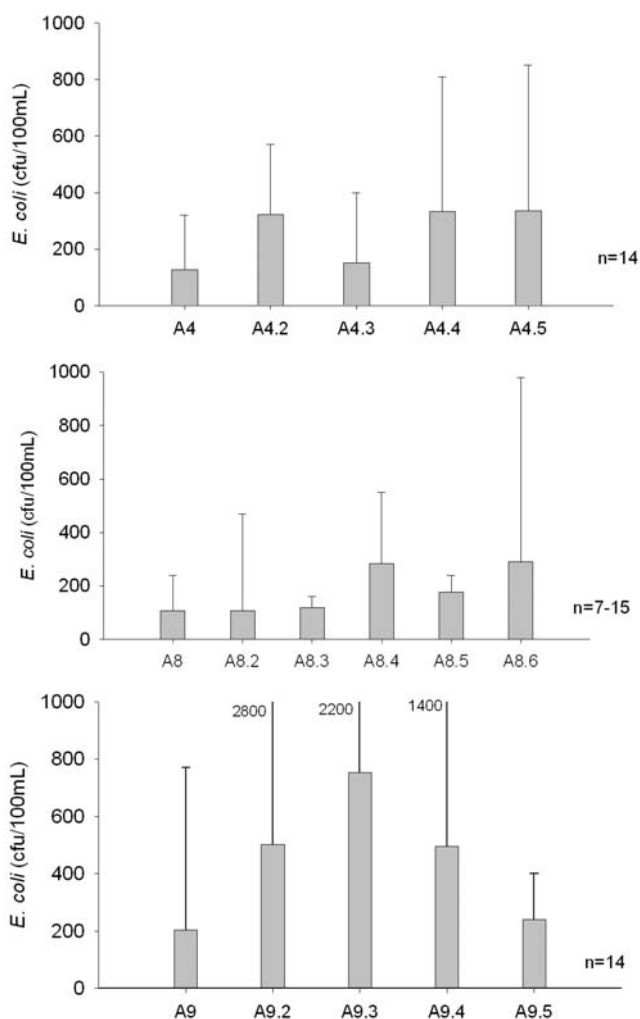 1000
800
600
400
200
0
E. coli (cfu/100mL)
n=14
A4 A4.2 A4.3 A4.4 A4.5
1000
800
600
400
200
0
E. coli (cfu/100mL)
n=7-15
A8 A8.2 A8.3 A8.4 A8.5 A8.6
1000
800
600
400
200
0
E. coli (cfu/100mL)
2800 2200 1400
n=14
A9 A9.2 A9.3 A9.4 A9.5